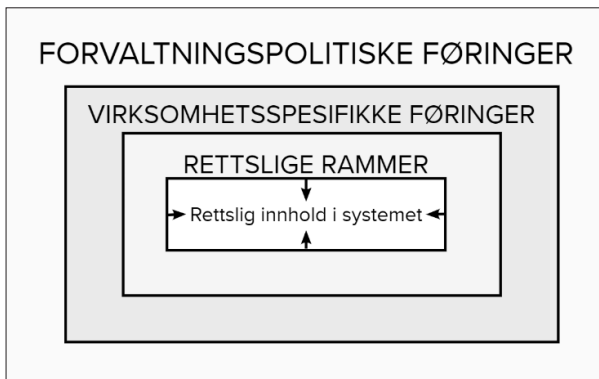 FORVALTNINGSPOLITISKE FØRINGER
VIRKSOMHETSSPESIFIKKE FØRINGER
RETTSLIGE RAMMER
Rettslig innhold i systemet